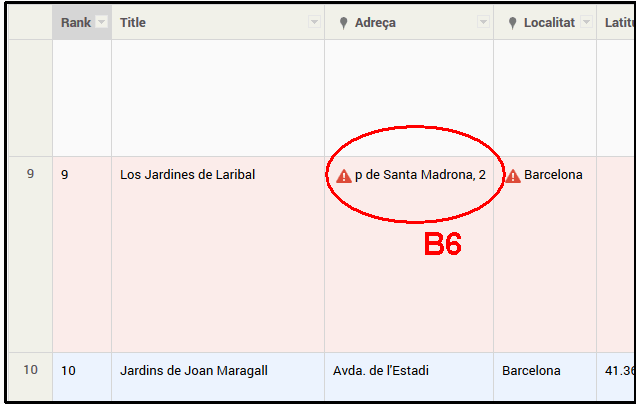 Rank Title Adreça Localitat Latitu
9 9 Los Jardines de Laribal p de Santa Madrona, 2 Barcelona
B6
10 10 Jardins de Joan Maragall Avda. de l'Estadi Barcelona 41.36